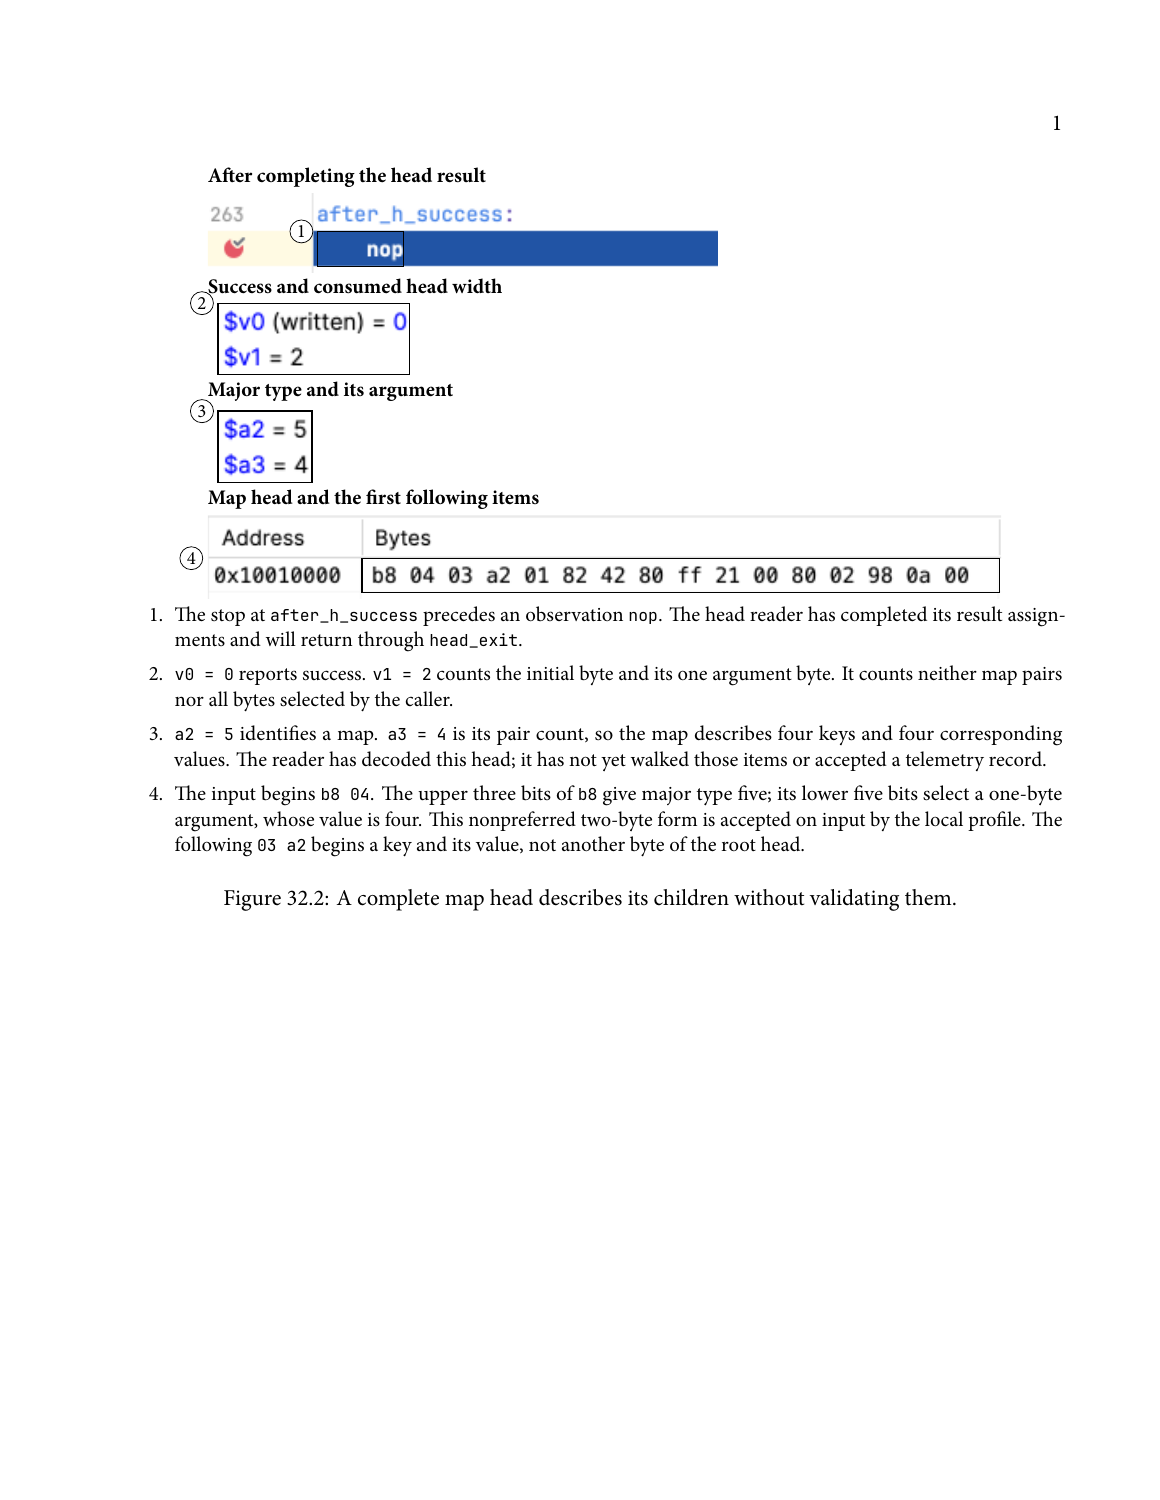 1
After completing the head result
263 after_h_success:
1 nop
Success and consumed head width
2
$v0 (written) = 0
$v1 = 2
Major type and its argument
3
$a2 = 5
$a3 = 4
Map head and the first following items
Address Bytes
4
0x10010000 b8 04 03 a2 01 82 42 80 ff 21 00 80 02 98 0a 00
1. The stop at after_h_success precedes an observation nop. The head reader has completed its result assign-
ments and will return through head_exit.
2. v0 = 0 reports success. v1 = 2 counts the initial byte and its one argument byte. It counts neither map pairs
nor all bytes selected by the caller.
3. a2 = 5 identifies a map. a3 = 4 is its pair count, so the map describes four keys and four corresponding
values. The reader has decoded this head; it has not yet walked those items or accepted a telemetry record.
4. The input begins b8 04. The upper three bits of b8 give major type five; its lower five bits select a one-byte
argument, whose value is four. This nonpreferred two-byte form is accepted on input by the local profile. The
following 03 a2 begins a key and its value, not another byte of the root head.
Figure 32.2: A complete map head describes its children without validating them.